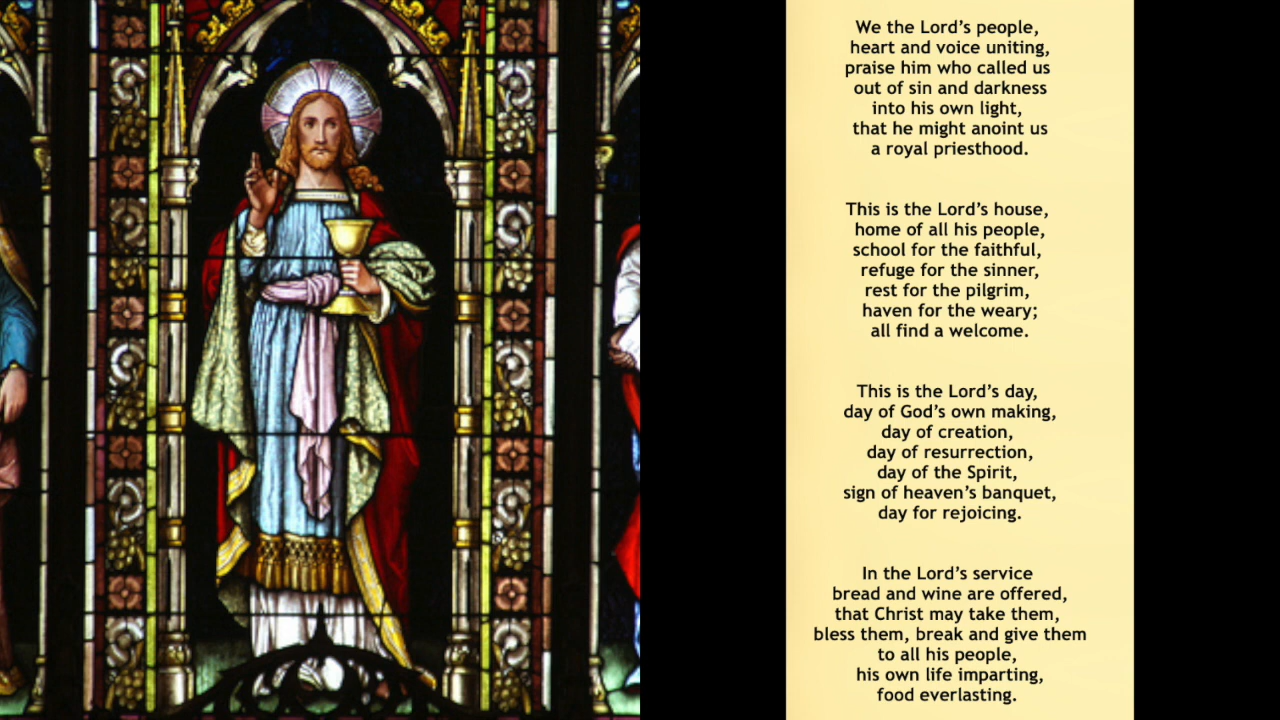 We the Lord’s people,
heart and voice uniting,
praise him who called us
out of sin and darkness
into his own light,
that he might anoint us
a royal priesthood.
This is the Lord’s house,
home of all his people,
school for the faithful,
refuge for the sinner,
rest for the pilgrim,
haven for the weary;
all find a welcome.
This is the Lord’s day,
day of God’s own making,
day of creation,
day of resurrection,
day of the Spirit,
sign of heaven’s banquet,
day for rejoicing.
In the Lord’s service
bread and wine are offered,
that Christ may take them,
bless them, break and give them
to all his people,
his own life imparting,
food everlasting.